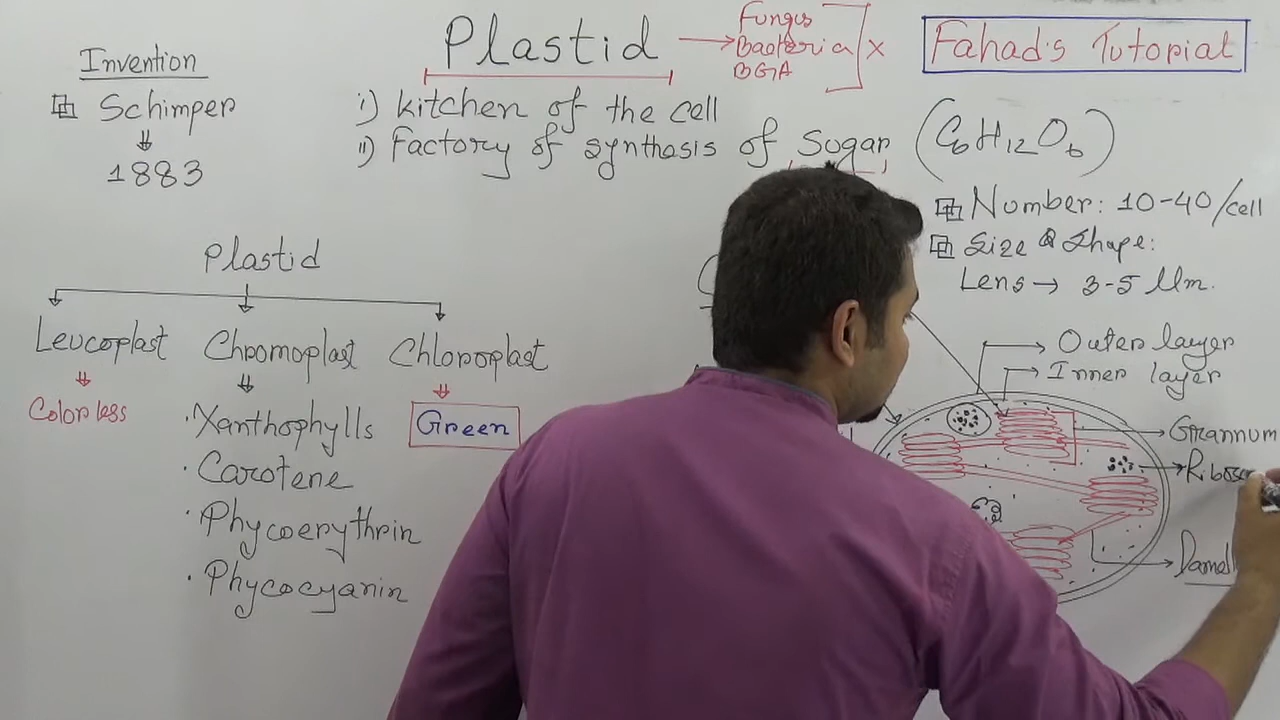 Plastid
Fungus
Bacteria
BGA
x
Fahad's Tutorial
Invention
Schimper
1883
i) kitchen of the cell
ii) Factory of synthesis of Sugar (C6H12O6)
Number: 10-40/cell
Size & Shape:
Lens → 3-5 Mm.
Plastid
Leucoplast
Chromoplast
Chloroplast
Colorless
· Xanthophylls
· Carotene
· Phycoerythrin
· Phycocyanin
Green
Outer layer
Inner layer
Grannum